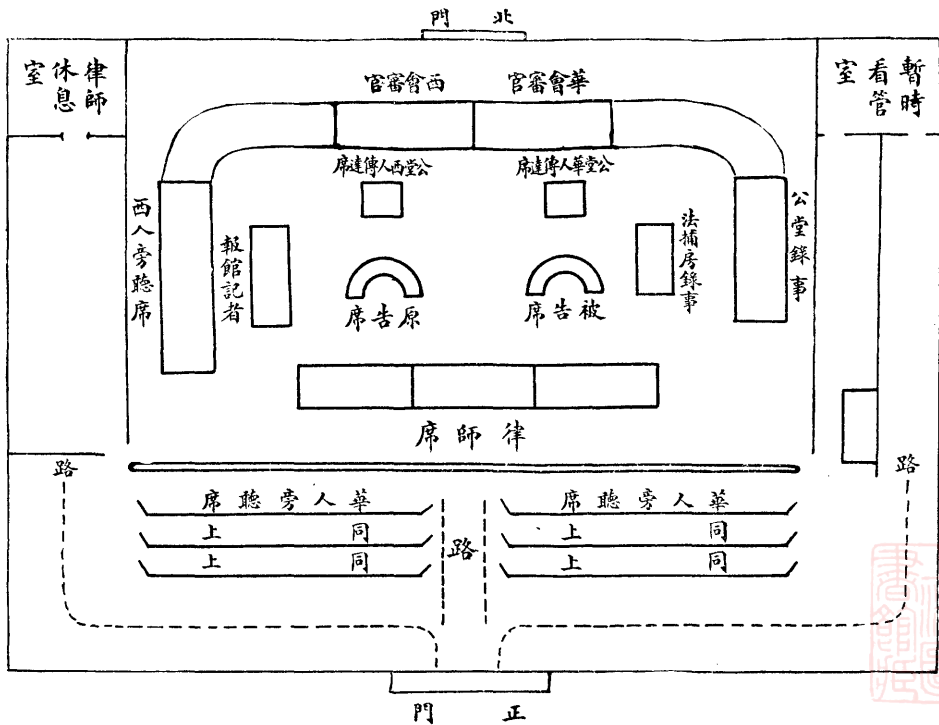 北門
暫時看管室
律師休息室
華會審官
西會審官
公堂華人傳達席
公堂西人傳達席
公堂錄事
法捕房錄事
報館記者
西人旁聽席
被告席
原告席
律師席
路
路
華人旁聽席
華人旁聽席
同上
同上
路
同上
同上
正門